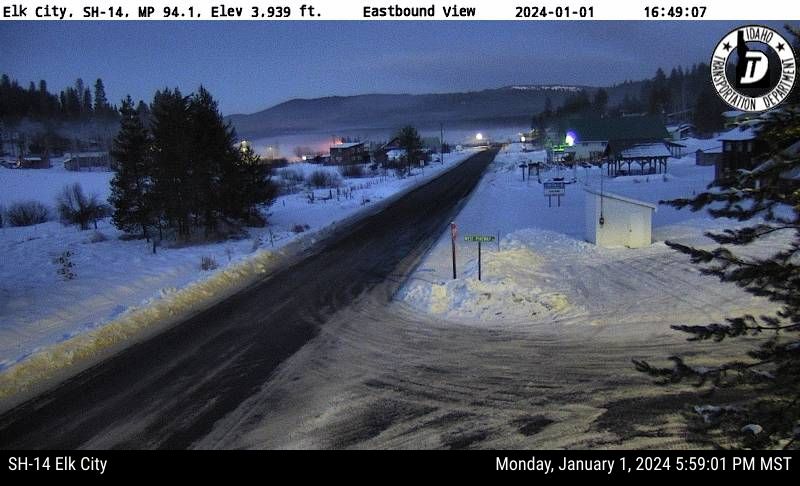 Elk City, SH-14, MP 94.1, Elev 3,939 ft. Eastbound View 2024-01-01 16:49:07
IDAHO
TRANSPORTATION DEPARTMENT
SH-14 Elk City
Monday, January 1, 2024 5:59:01 PM MST